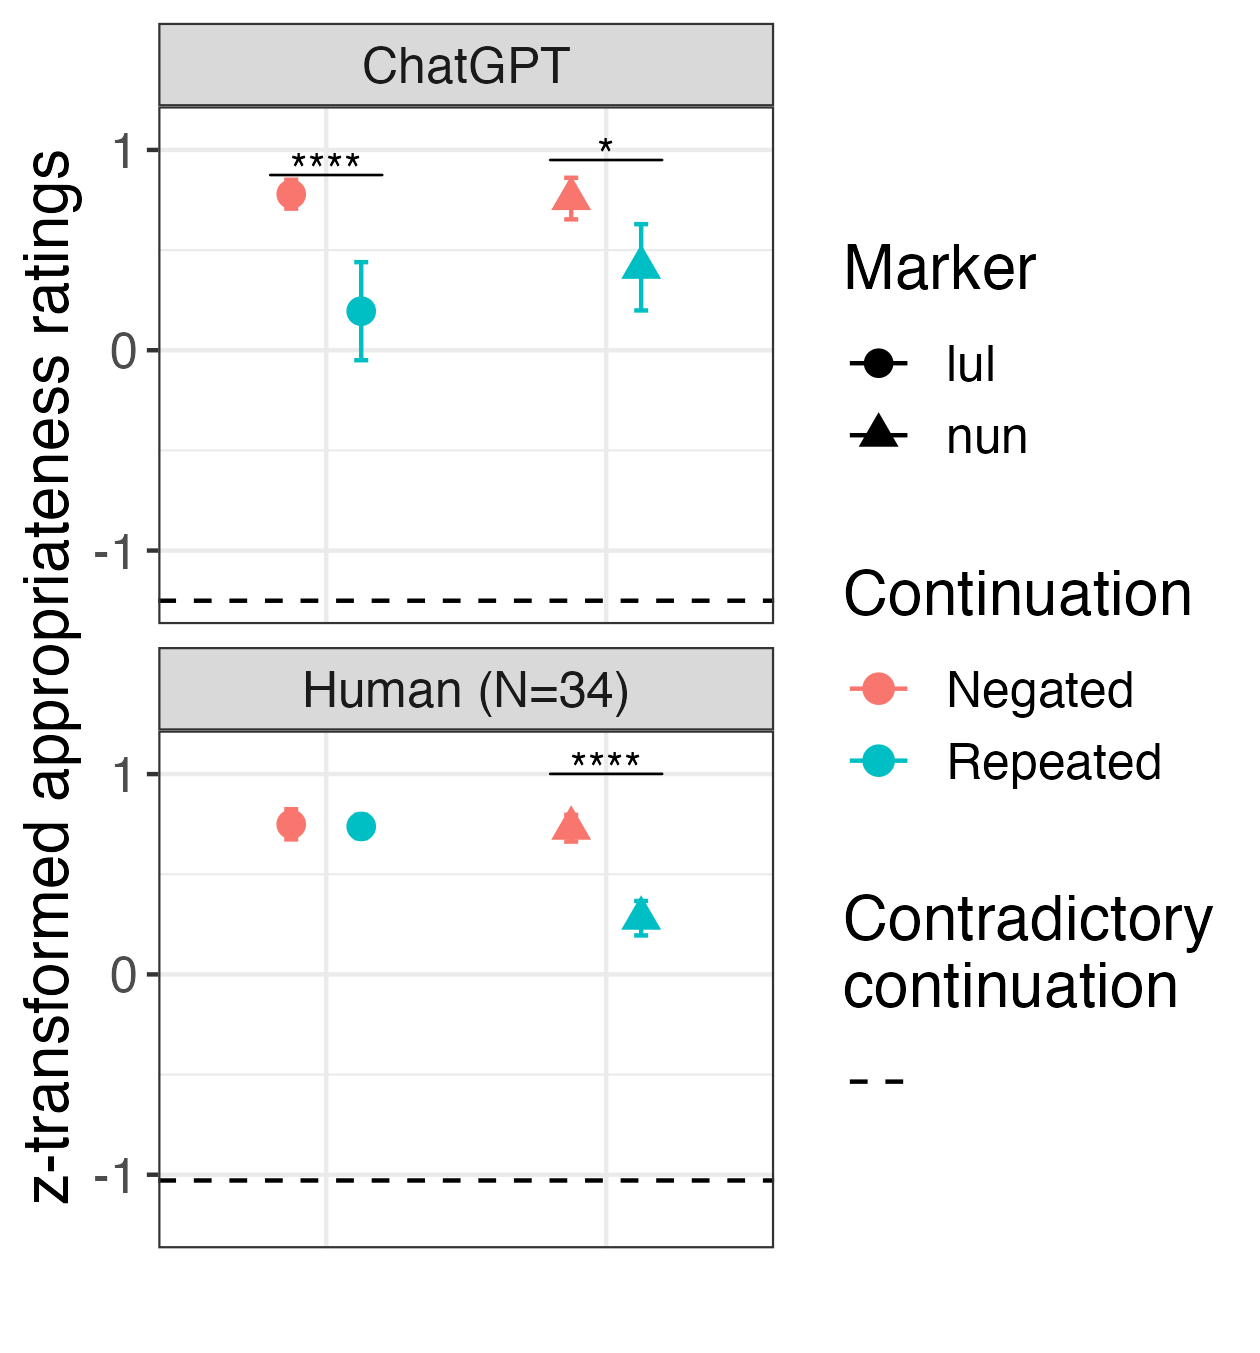 z-transformed appropriateness ratings
ChatGPT
1
0
-1
****
*
Human (N=34)
1
0
-1
****
Marker
lul
nun
Continuation
Negated
Repeated
Contradictory
continuation